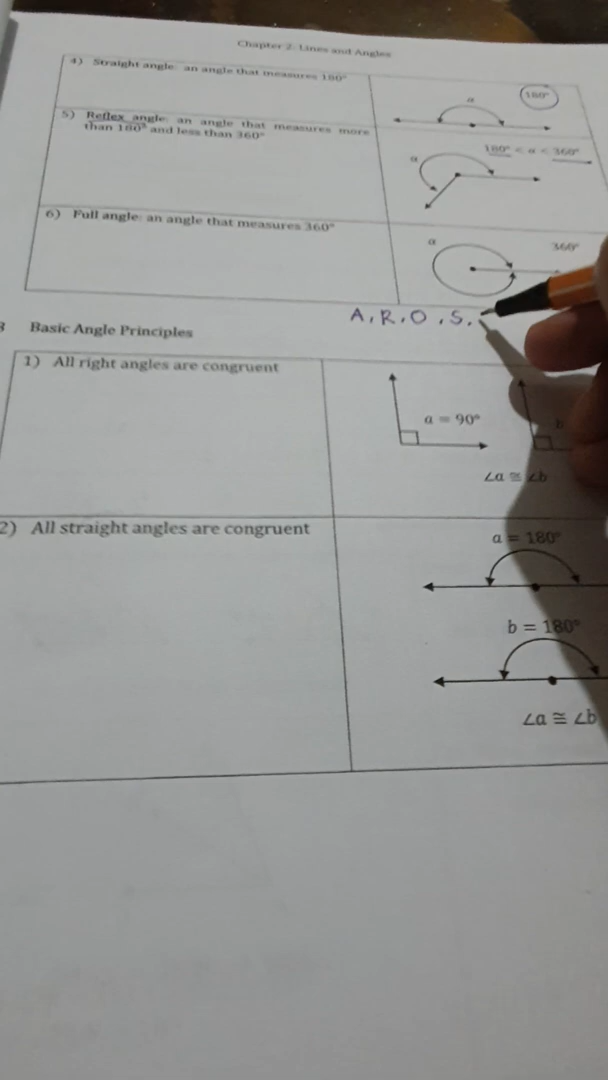 Chapter 2: Lines and Angles
4) Straight angle: an angle that measures 180°
α
180°
5) Reflex angle: an angle that measures more
than 180° and less than 360°
180° < α < 360°
α
6) Full angle: an angle that measures 360°
α
360°
A, R, O, S,
Basic Angle Principles
1) All right angles are congruent
a = 90°
b
∠a ≅ ∠b
2) All straight angles are congruent
a = 180°
b = 180°
∠a ≅ ∠b